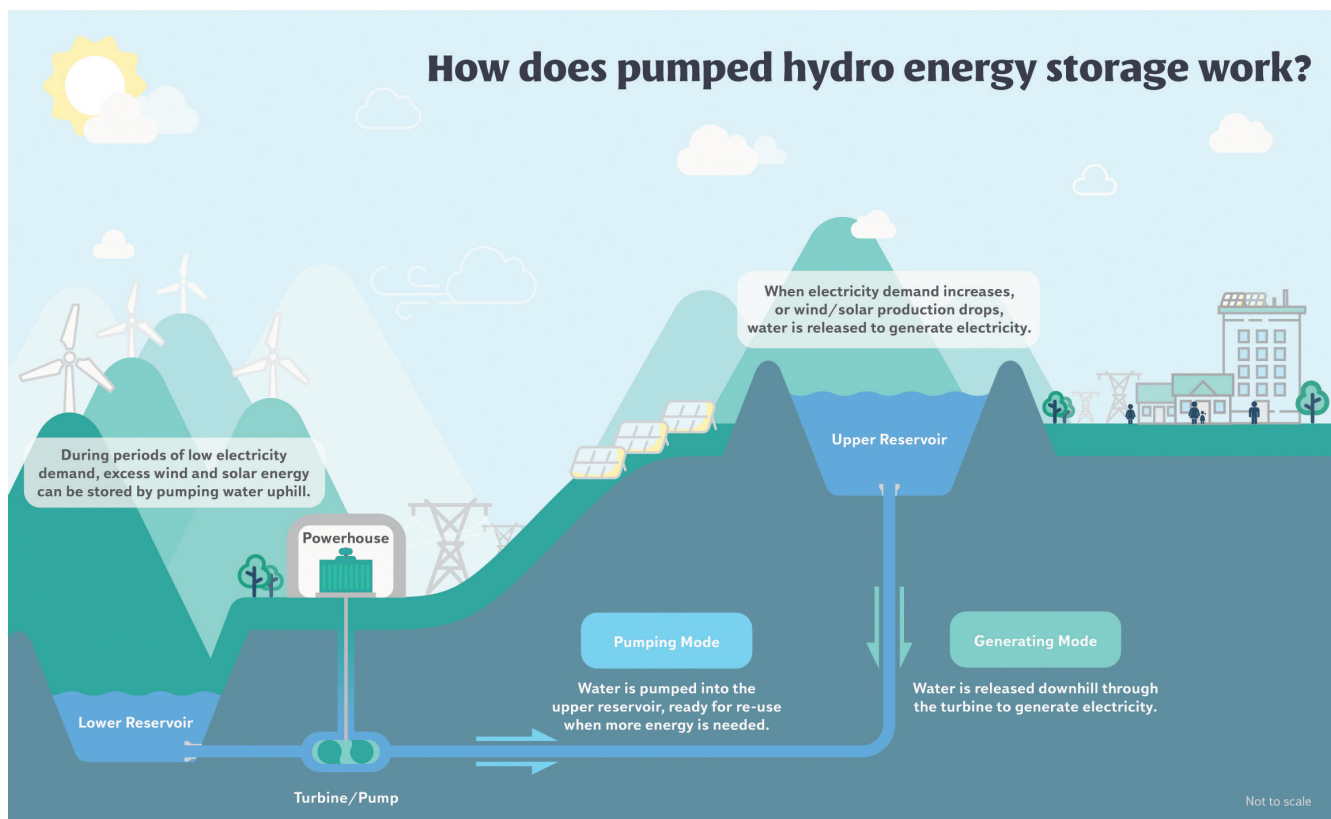 How does pumped hydro energy storage work?
When electricity demand increases,
or wind/solar production drops,
water is released to generate electricity.
During periods of low electricity
demand, excess wind and solar energy
can be stored by pumping water uphill.
Upper Reservoir
Powerhouse
Pumping Mode
Water is pumped into the
upper reservoir, ready for re-use
when more energy is needed.
Generating Mode
Water is released downhill through
the turbine to generate electricity.
Lower Reservoir
Turbine/Pump
Not to scale